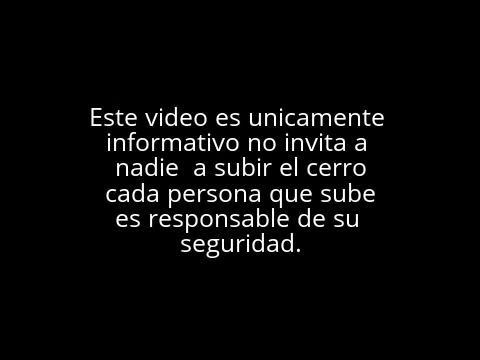 Este video es unicamente
informativo no invita a
nadie  a subir el cerro
cada persona que sube
es responsable de su
seguridad.